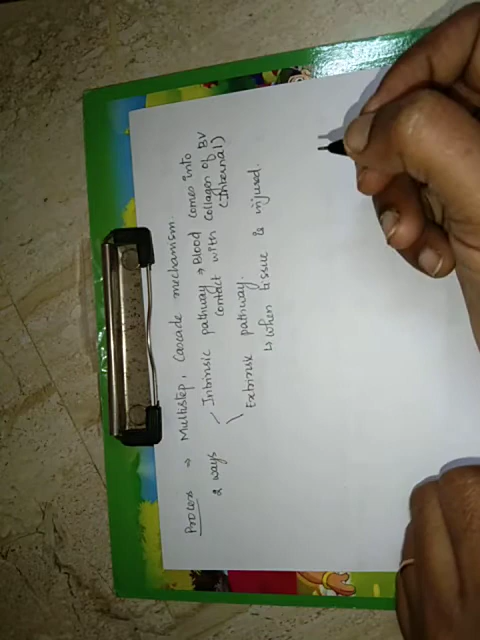 Process → Multistep, Cascade mechanism.
2 ways Intrinsic pathway → Blood comes into
contact with collagen of BV
(Internal)
Extrinsic pathway.
↳ when tissue is injured.